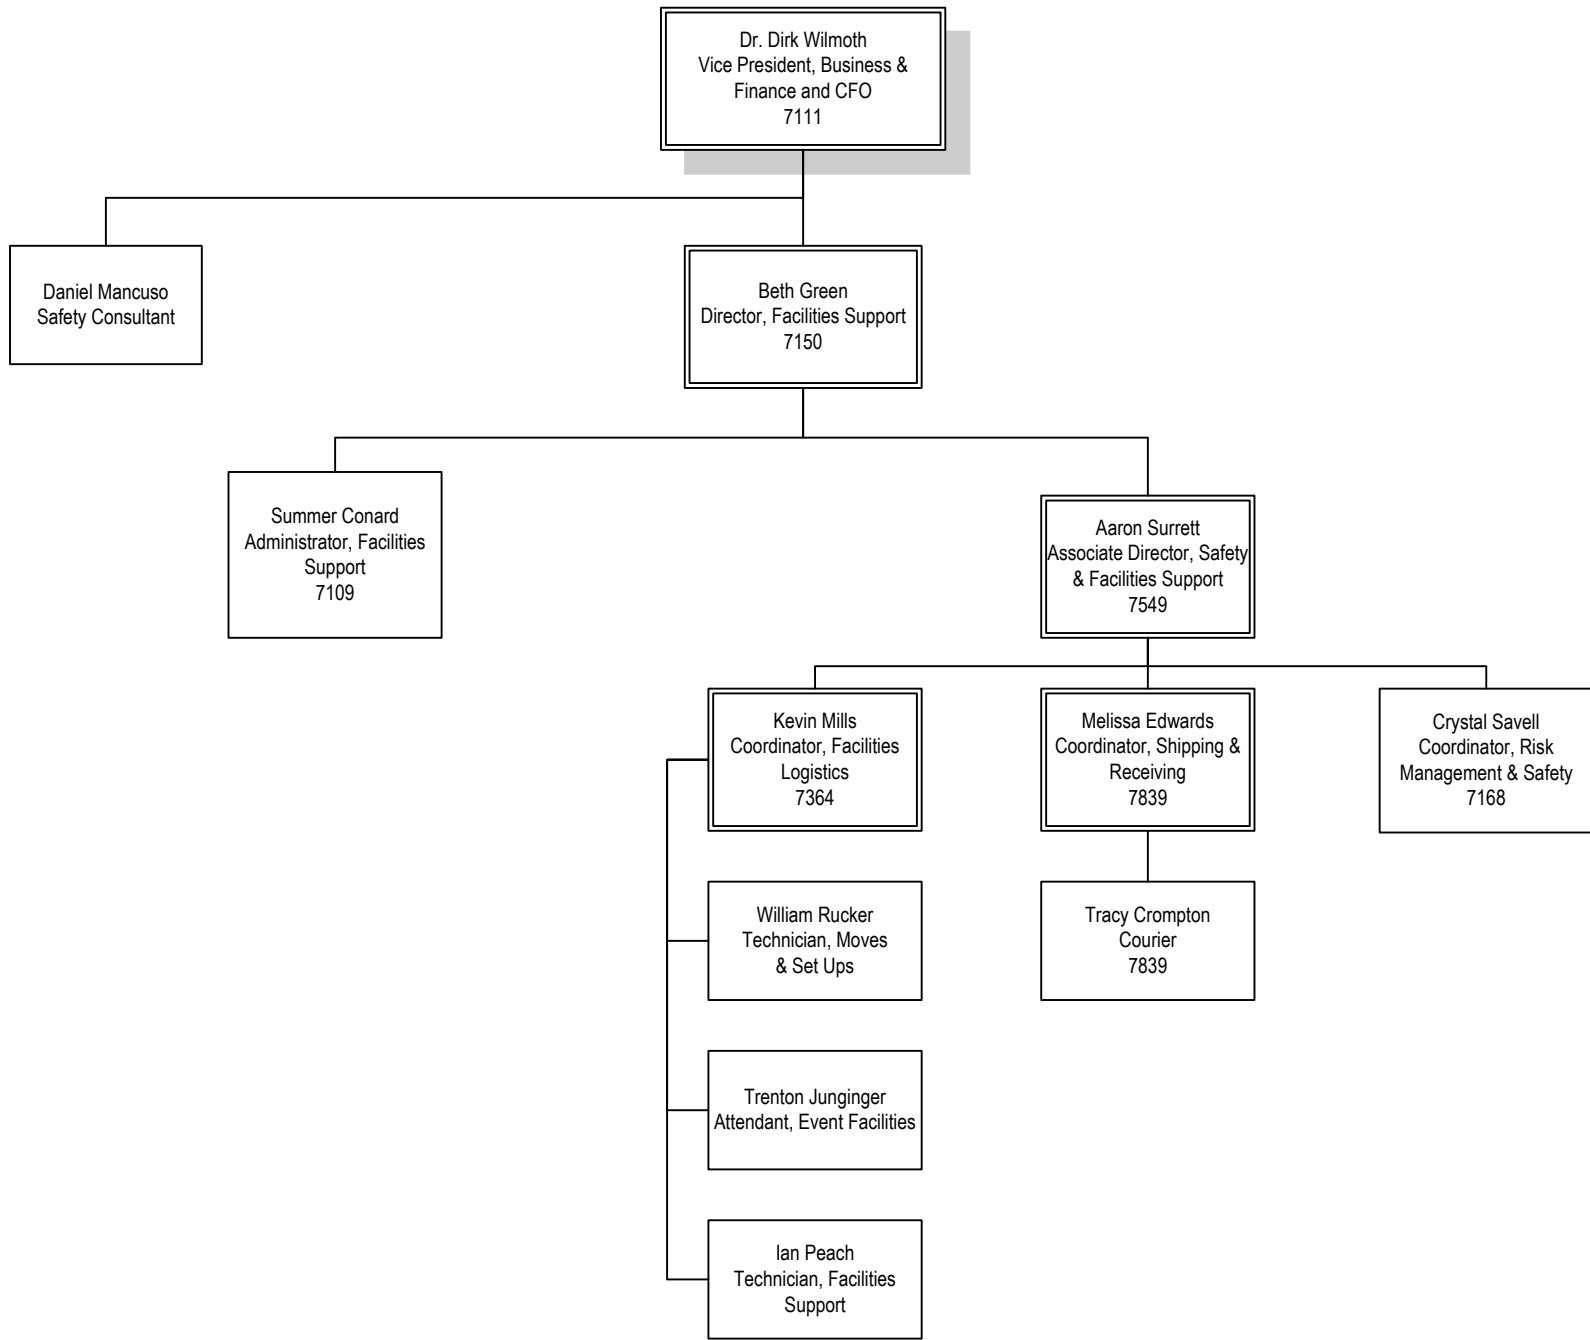 Dr. Dirk Wilmoth
Vice President, Business &
Finance and CFO
7111
Daniel Mancuso
Safety Consultant
Beth Green
Director, Facilities Support
7150
Summer Conard
Administrator, Facilities
Support
7109
Aaron Surrett
Associate Director, Safety
& Facilities Support
7549
Kevin Mills
Coordinator, Facilities
Logistics
7364
Melissa Edwards
Coordinator, Shipping &
Receiving
7839
Crystal Savell
Coordinator, Risk
Management & Safety
7168
William Rucker
Technician, Moves
& Set Ups
Tracy Crompton
Courier
7839
Trenton Junginger
Attendant, Event Facilities
Ian Peach
Technician, Facilities
Support